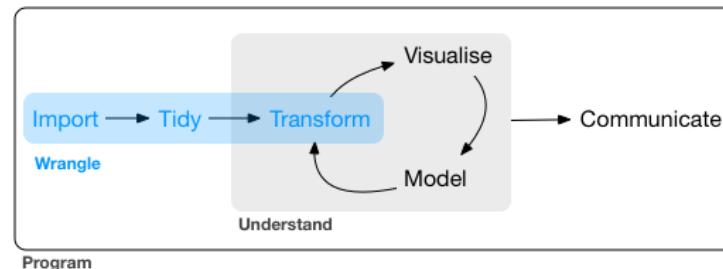 Visualise
Import
Tidy
Transform
Communicate
Wrangle
Model
Understand
Program